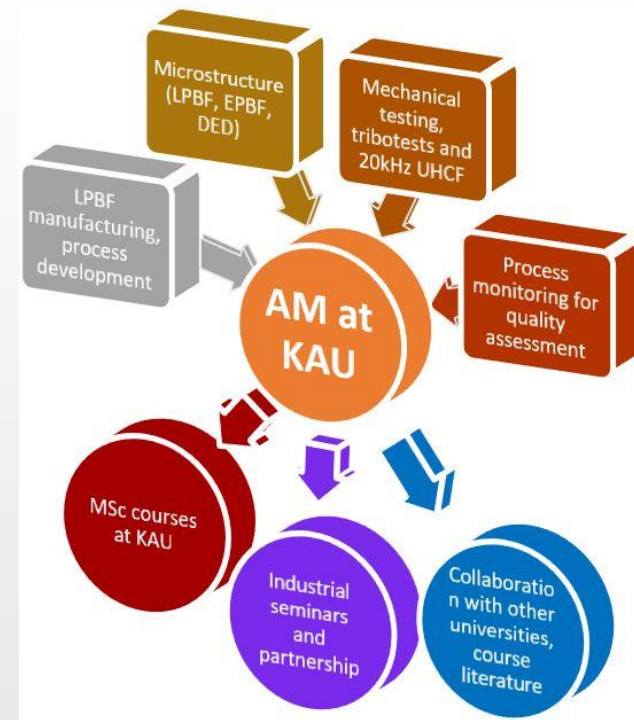 Microstructure
(LPBF, EPBF,
DED)
Mechanical
testing,
tribotests and
20kHz UHCF
LPBF
manufacturing,
process
development
Process
monitoring for
quality
assessment
AM at
KAU
MSc courses
at KAU
Industrial
seminars
and
partnership
Collaboratio
n with other
universities,
course
literature